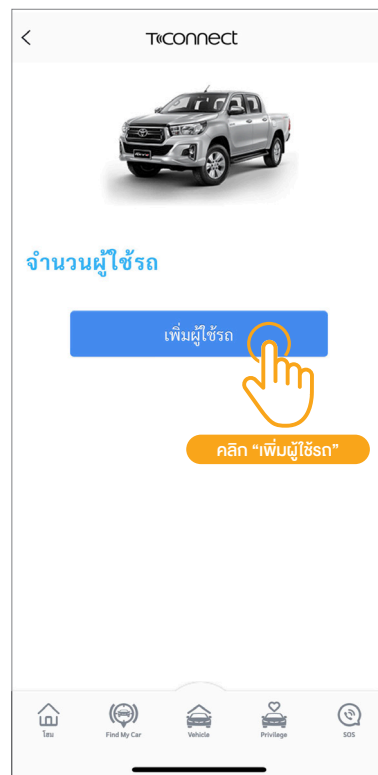 T-CONNECT
จำนวนผู้ใช้รถ
เพิ่มผู้ใช้รถ
คลิก “เพิ่มผู้ใช้รถ”
โฮม
Find My Car
Vehicle
Privilege
SOS